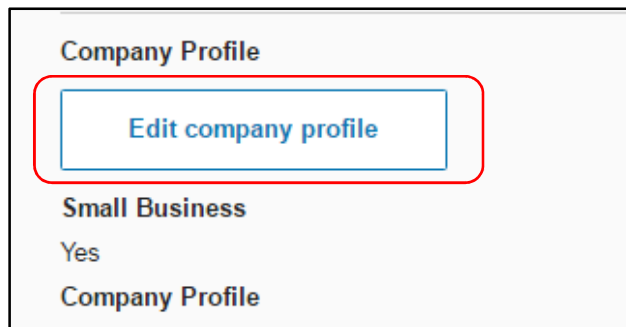 Company Profile
Edit company profile
Small Business
Yes
Company Profile